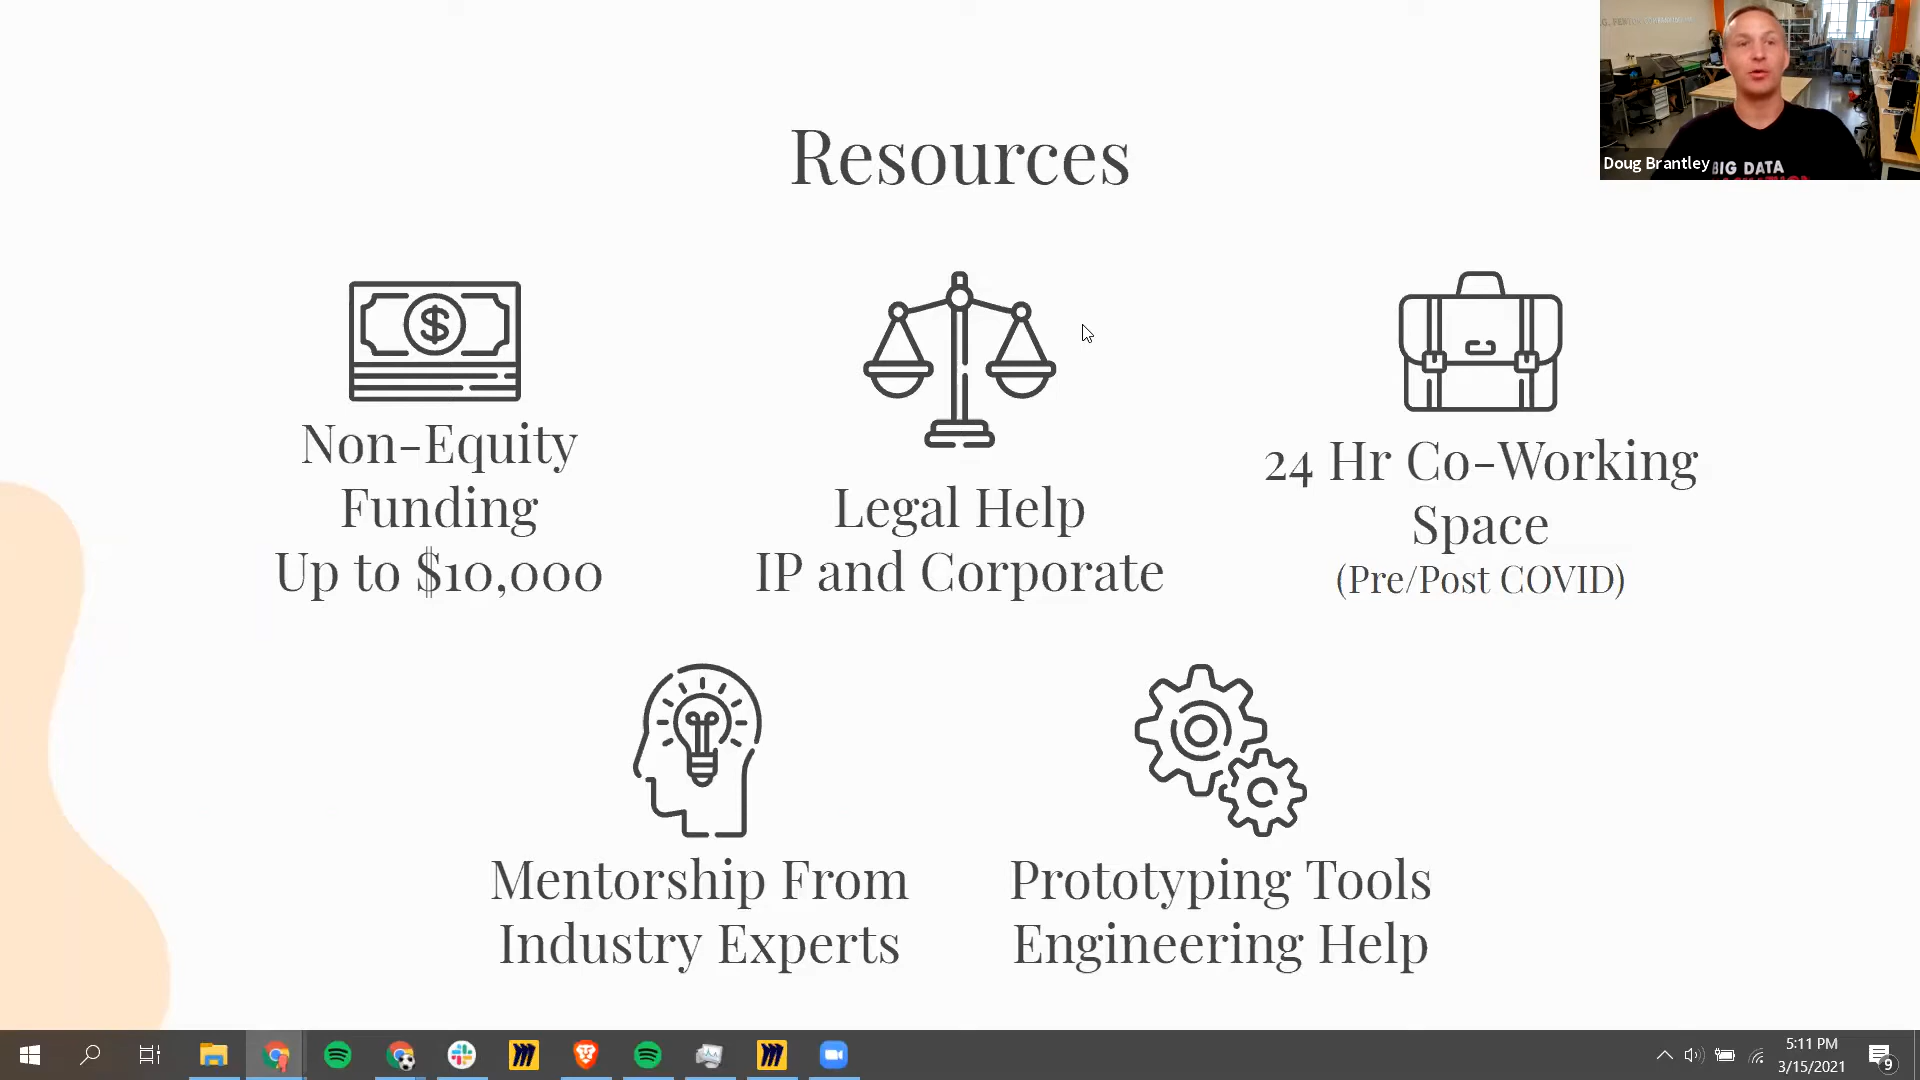 Resources
Doug Brantley
BIG DATA
Non-Equity
Funding
Up to $10,000
Legal Help
IP and Corporate
24 Hr Co-Working
Space
(Pre/Post COVID)
Mentorship From
Industry Experts
Prototyping Tools
Engineering Help
5:11 PM
3/15/2021
9